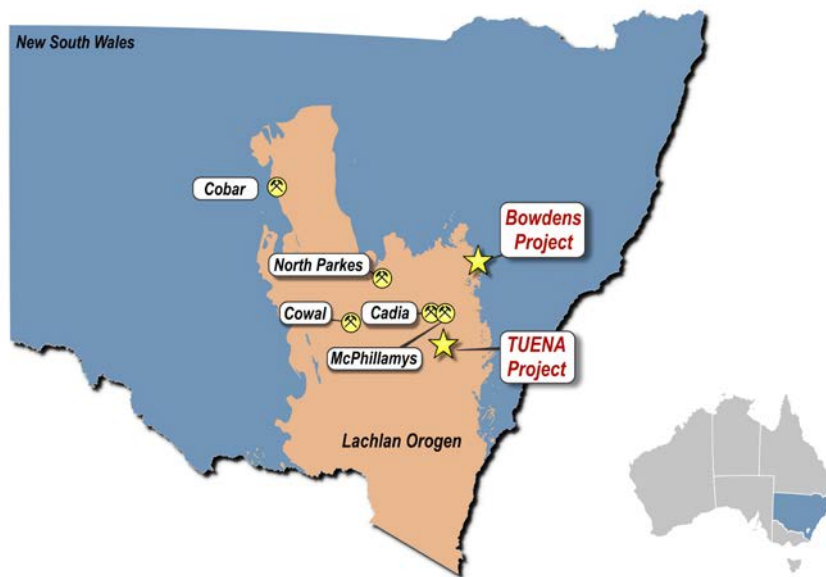 New South Wales
Cobar
Bowdens
Project
North Parkes
Cowal
Cadia
McPhillamys
TUENA
Project
Lachlan Orogen